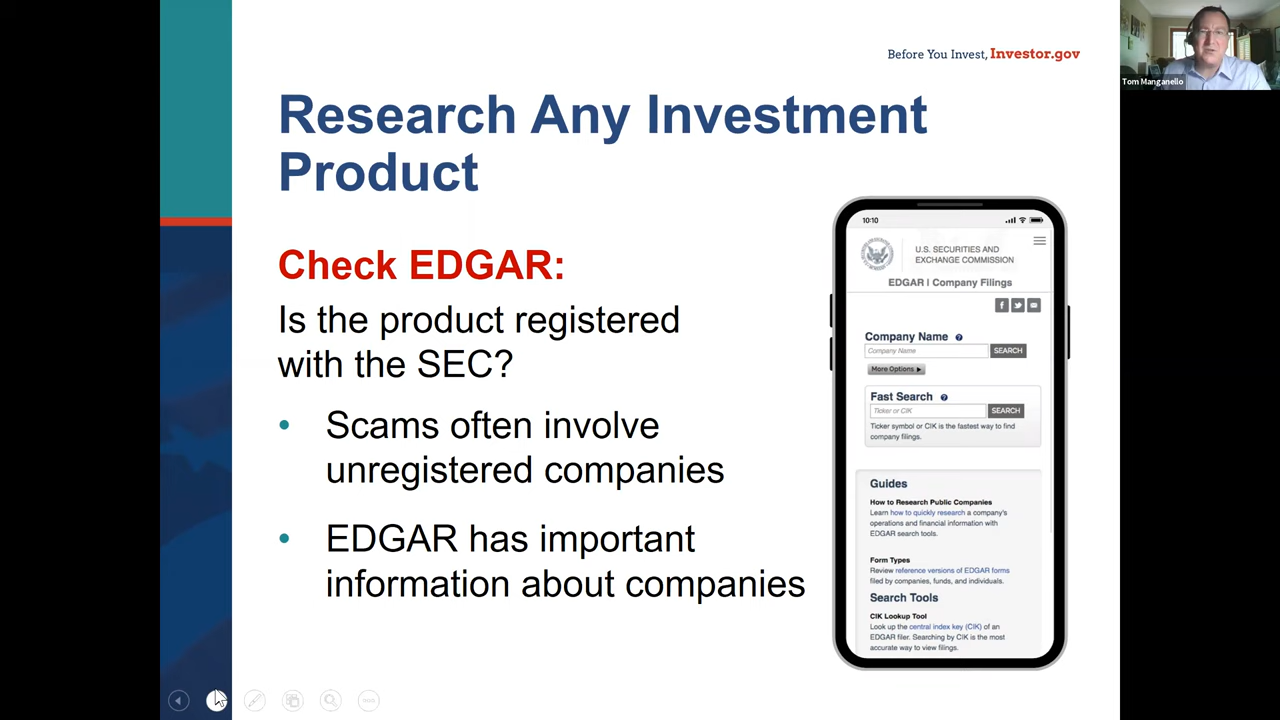 Before You Invest, Investor.gov
Tom Manganello
Research Any Investment
Product
Check EDGAR:
Is the product registered
with the SEC?
• Scams often involve
unregistered companies
• EDGAR has important
information about companies
10:10
U.S. SECURITIES AND
EXCHANGE COMMISSION
EDGAR | Company Filings
Company Name
Company Name SEARCH
More Options
Fast Search
Ticker or CIK SEARCH
Ticker symbol or CIK is the fastest way to find
company filings.
Guides
How to Research Public Companies
Learn how to quickly research a company's
operations and financial information with
EDGAR search tools.
Form Types
Review reference versions of EDGAR forms
filed by companies, funds, and individuals.
Search Tools
CIK Lookup Tool
Look up the central index key (CIK) of an
EDGAR filer. Searching by CIK is the most
accurate way to view filings.